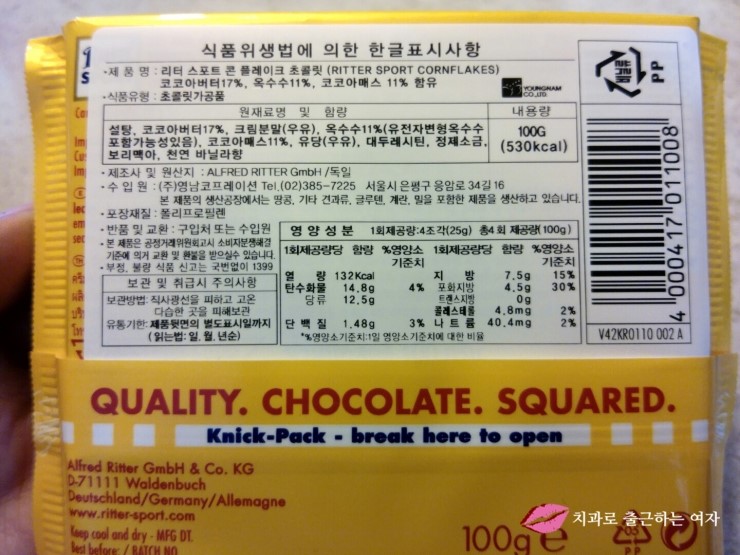 식품위생법에 의한 한글표시사항
·제 품 명 : 리터 스포트 콘 플레이크 초콜릿 (RITTER SPORT CORNFLAKES)
코코아버터17%, 옥수수11%, 코코아매스 11% 함유
·식품유형 : 초콜릿가공품
YOUNGNAM
CO.,LTD.
원재료명 및 함량
내용량
설탕, 코코아버터17%, 크림분말(우유), 옥수수11%(유전자변형옥수수
포함가능성있음), 코코아매스11%, 유당(우유), 대두레시틴, 정제소금,
보리맥아, 천연 바닐라향
100G
(530kcal)
·제조사 및 원산지 : ALFRED RITTER GmbH /독일
·수 입 원 : (주)영남코프레이션 Tel.(02)385-7225 서울시 은평구 응암로 34길 16
본 제품의 생산공장에서는 땅콩, 기타 견과류, 글루텐, 계란, 밀을 포함한 제품을 생산하고 있습니다.
·포장재질 : 폴리프로필렌
·반품 및 교환 : 구입처 또는 수입원
·본 제품은 공정거래위원회고시 소비자분쟁해결
기준에 의거 교환 및 환불을 받으실수 있습니다.
·부정, 불량 식품 신고는 국번없이 1399
보관 및 취급시 주의사항
보관방법: 직사광선을 피하고 고온
다습한 곳을 피해보관
유통기한: 제품뒷면의 별도표시일까지
(읽는법: 일, 월, 년순)
영 양 성 분 1회제공량:4조각(25g) 총4회 제공량(100g)
1회제공량당 함량 %영양소 기준치 1회제공량당 함량 %영양소 기준치
열 량 132Kcal 지 방 7.5g 15%
탄수화물 14.8g 4% 포화지방 4.5g 30%
당류 12.5g 트랜스지방 0g
콜레스테롤 4.8mg 2%
단 백 질 1.48g 3% 나 트 륨 40.4mg 2%
*%영양소기준치:1일 영양소기준치에 대한 비율
비닐류
PP
4 000417 011008
V42KR0110 002 A
QUALITY. CHOCOLATE. SQUARED.
Knick-Pack - break here to open
Alfred Ritter GmbH & Co. KG
D-71111 Waldenbuch
Deutschland/Germany/Allemagne
www.ritter-sport.com
Keep cool and dry - MFG DT.
Best before: / BATCH NO.
100g e
05
PP
치과로 출근하는 여자